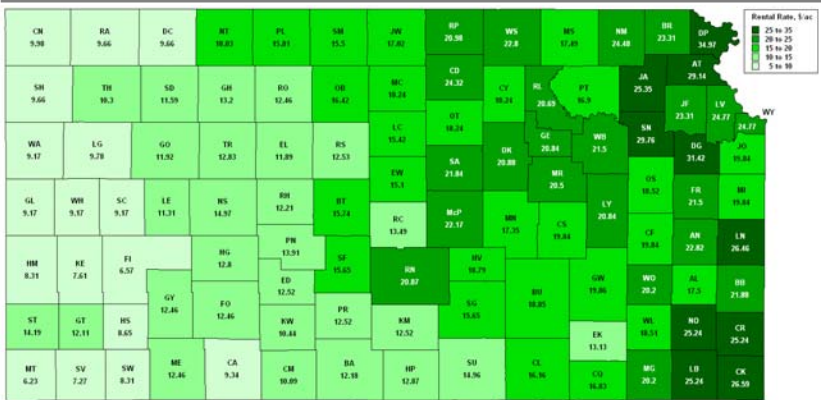 Rental Rate, $/ac
25 to 35
20 to 25
15 to 20
10 to 15
5 to 10
CN
9.98
RA
9.66
DC
9.66
NT
18.03
PL
15.01
SM
15.5
JW
17.02
RP
20.98
WS
22.8
MS
17.49
NM
24.48
BR
23.31
DP
34.97
SH
9.66
TH
10.3
SD
11.59
GH
13.2
RO
12.46
OB
16.42
MC
18.24
CD
24.32
CY
18.24
RL
20.69
PT
16.9
JA
25.35
AT
29.14
JF
23.31
LV
24.77
WY
24.77
OT
18.24
WA
9.17
LG
9.78
GO
11.92
TR
12.83
EL
11.89
RS
12.53
LC
15.42
SA
21.84
DK
20.88
GE
20.84
WB
21.5
SN
29.76
DG
31.42
JO
19.84
EW
15.1
MR
20.5
OS
18.52
FR
21.5
MI
19.84
GL
9.17
WH
9.17
SC
9.17
LE
11.31
NS
14.97
RH
12.21
BT
15.74
RC
13.49
McP
22.17
MN
17.35
CS
19.84
LY
20.84
CF
19.84
AN
22.82
LN
26.46
HM
8.31
KE
7.61
FI
6.57
HG
12.8
PN
13.91
SF
15.65
RN
20.87
HV
18.79
BU
18.05
GW
19.06
WO
20.2
AL
17.5
BB
21.88
GY
12.46
FO
12.46
ED
12.52
SG
15.65
ST
14.19
GT
12.11
HS
8.65
KW
10.44
PR
12.52
KM
12.52
EK
13.13
WL
18.51
NO
25.24
CR
25.24
MT
6.23
SV
7.27
SW
8.31
ME
12.46
CA
9.34
CM
10.09
BA
12.18
HP
12.87
SU
14.96
CL
16.16
CQ
16.03
MG
20.2
LB
25.24
CK
26.59